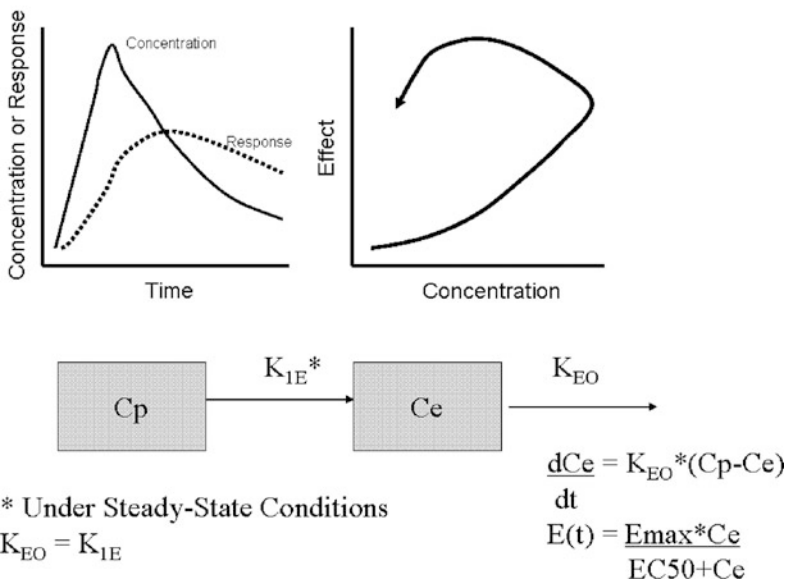 Concentration or Response
Concentration
Response
Time
Effect
Concentration
Cp
K1E*
Ce
KEO
dCe = KEO*(Cp-Ce)
dt
E(t) = Emax*Ce
EC50+Ce
* Under Steady-State Conditions
KEO = K1E